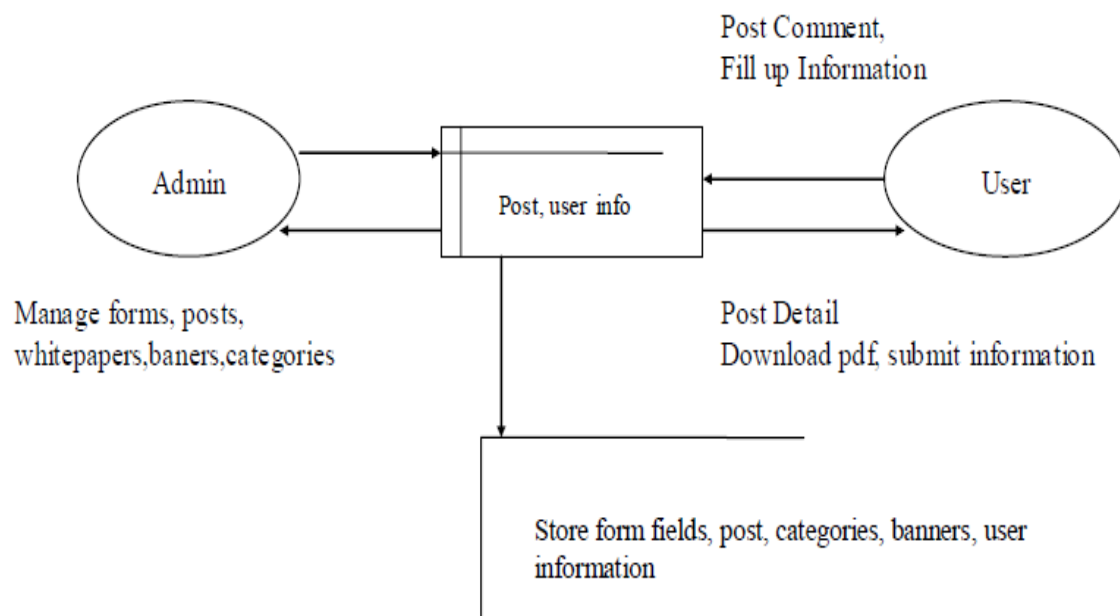 Post Comment,
Fill up Information
Admin
Post, user info
User
Manage forms, posts,
whitepapers,baners,categories
Post Detail
Download pdf, submit information
Store form fields, post, categories, banners, user
information